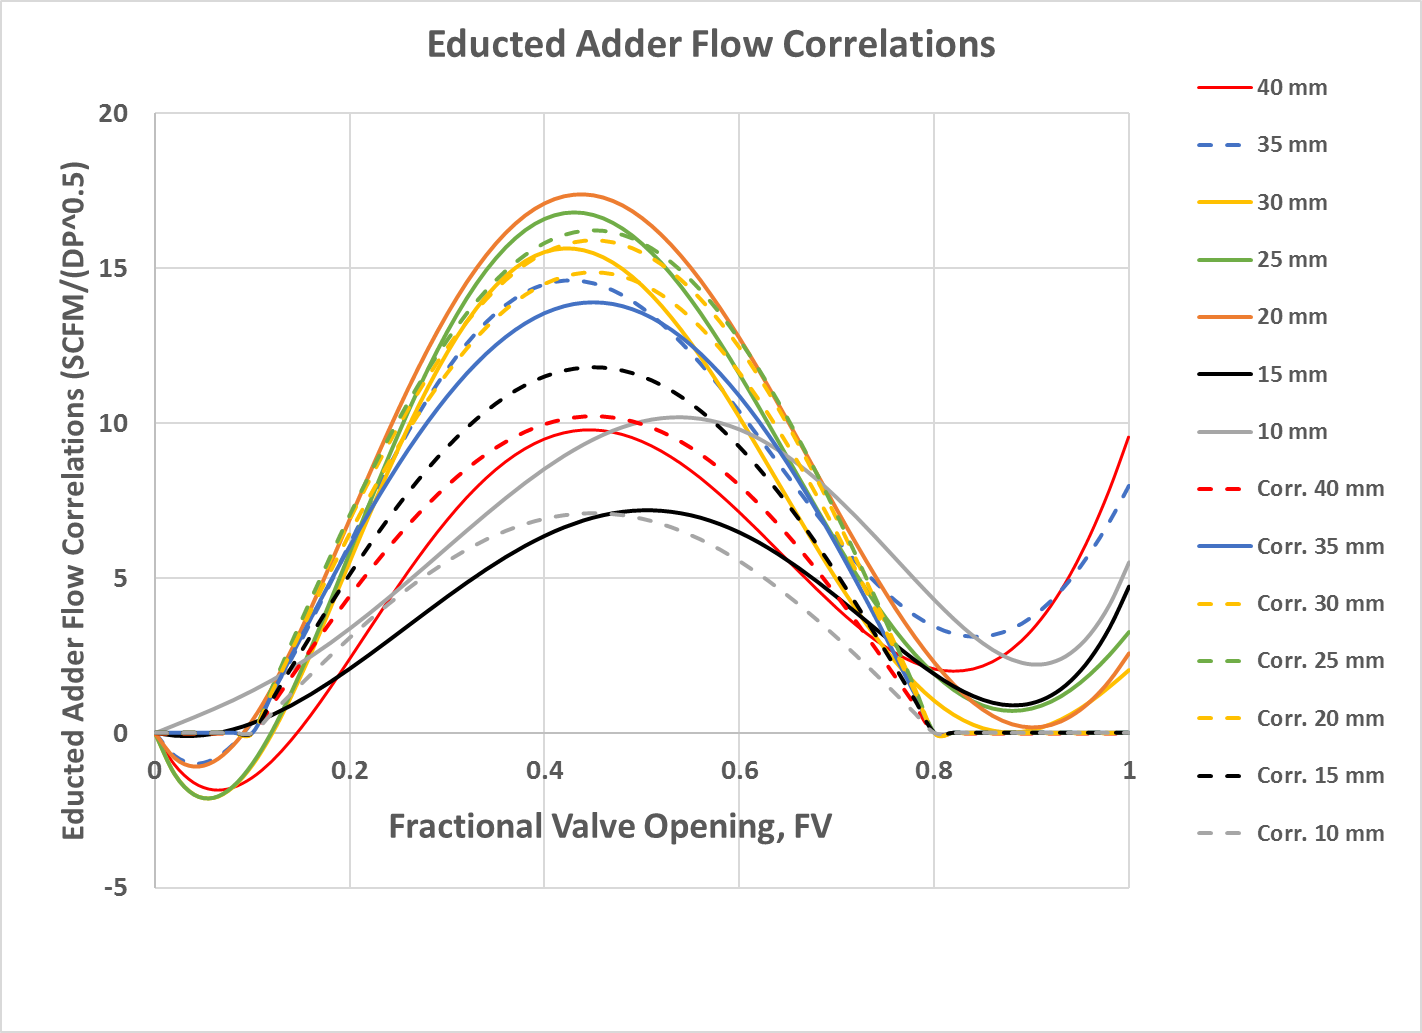 Educted Adder Flow Correlations
Educted Adder Flow Correlations (SCFM/(DP^0.5)
20
15
10
5
0
-5
0
0.2
0.4
0.6
0.8
1
Fractional Valve Opening, FV
40 mm
35 mm
30 mm
25 mm
20 mm
15 mm
10 mm
Corr. 40 mm
Corr. 35 mm
Corr. 30 mm
Corr. 25 mm
Corr. 20 mm
Corr. 15 mm
Corr. 10 mm